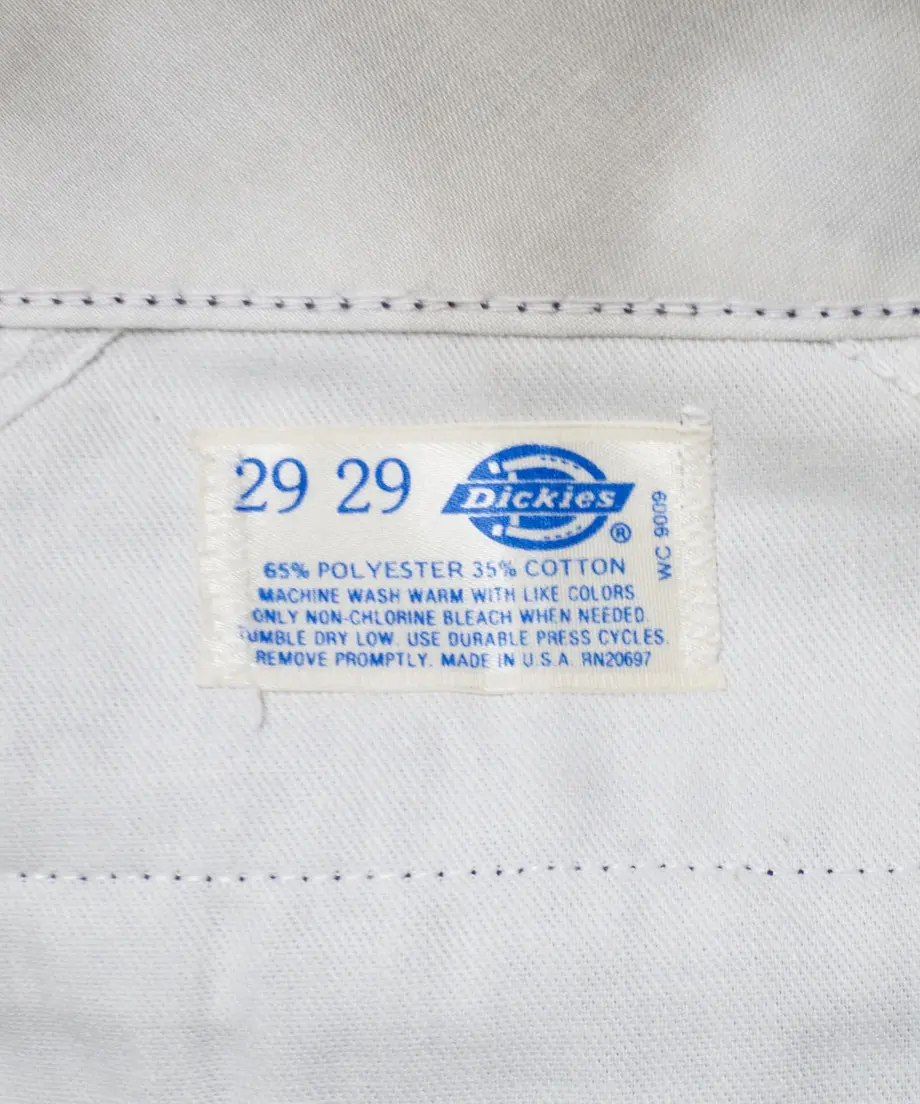 29 29 Dickies ®
WC 9009
65% POLYESTER 35% COTTON
MACHINE WASH WARM WITH LIKE COLORS
ONLY NON-CHLORINE BLEACH WHEN NEEDED.
TUMBLE DRY LOW. USE DURABLE PRESS CYCLES.
REMOVE PROMPTLY. MADE IN U.S.A. RN20697